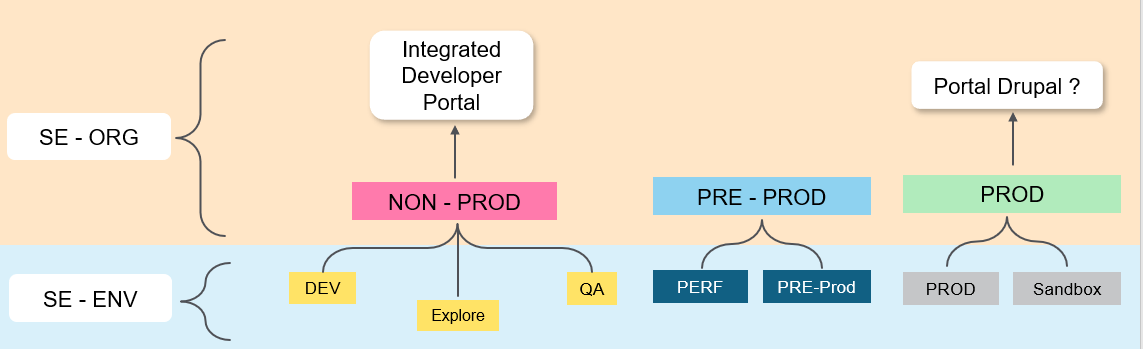 Integrated
Developer
Portal
Portal Drupal ?
SE - ORG
NON - PROD
PRE - PROD
PROD
SE - ENV
DEV
Explore
QA
PERF
PRE-Prod
PROD
Sandbox